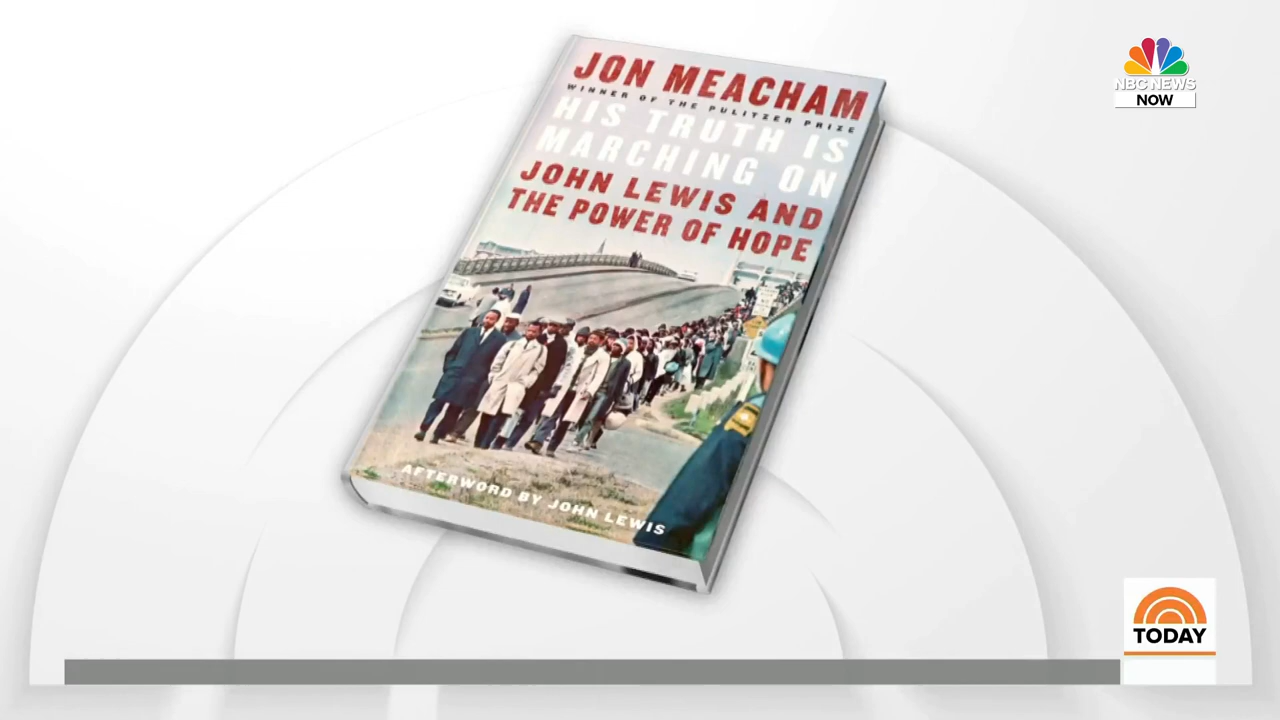 JON MEACHAM
WINNER OF THE PULITZER PRIZE
HIS TRUTH IS
MARCHING ON
JOHN LEWIS AND
THE POWER OF HOPE
AFTERWORD BY JOHN LEWIS
NBC NEWS
NOW
TODAY